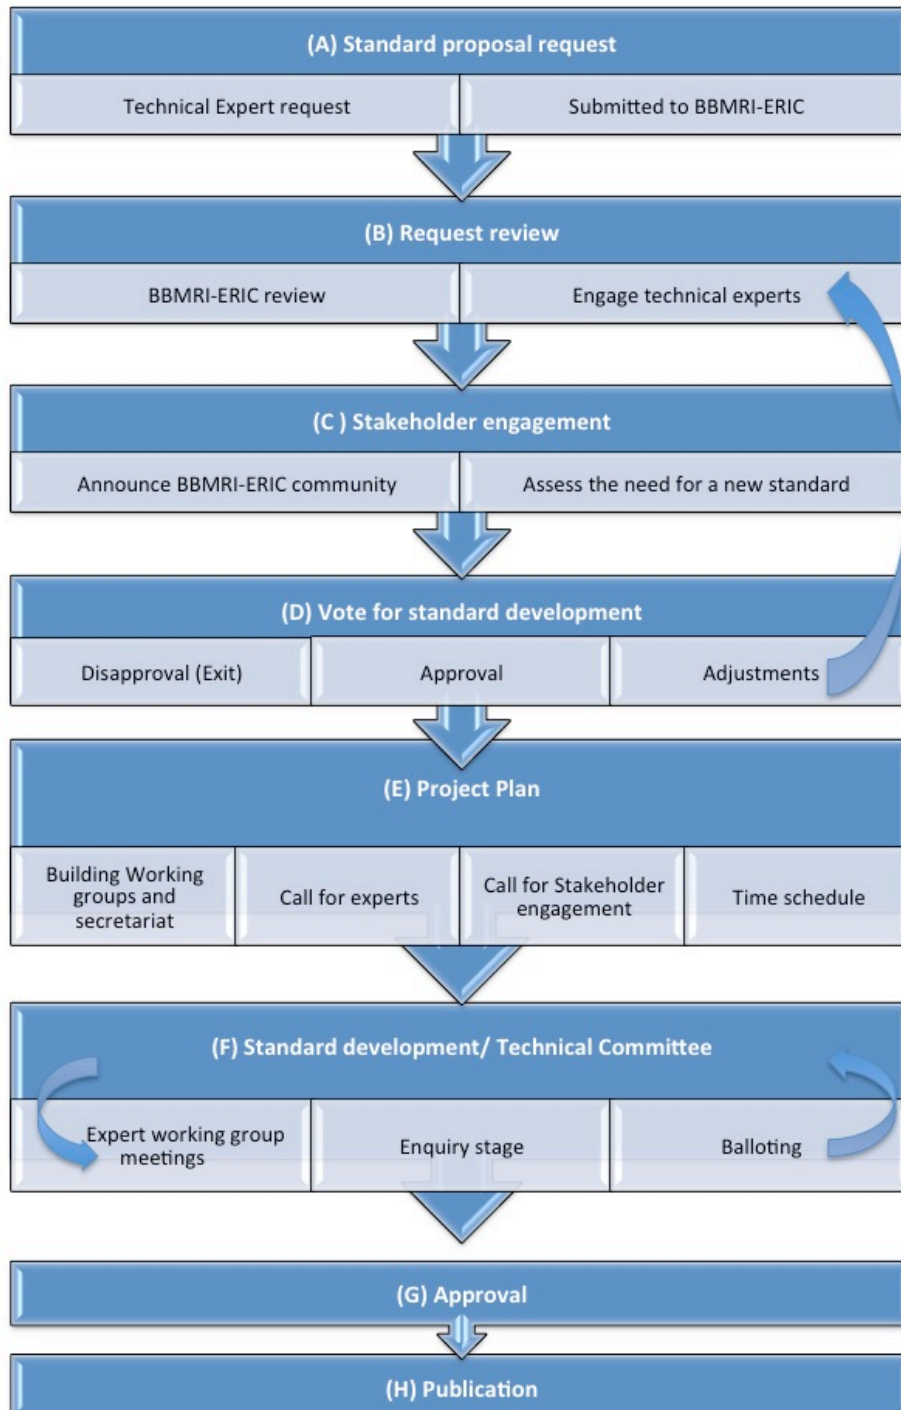 (A) Standard proposal request
Technical Expert request
Submitted to BBMRI-ERIC
(B) Request review
BBMRI-ERIC review
Engage technical experts
(C ) Stakeholder engagement
Announce BBMRI-ERIC community
Assess the need for a new standard
(D) Vote for standard development
Disapproval (Exit)
Approval
Adjustments
(E) Project Plan
Building Working
groups and
secretariat
Call for experts
Call for Stakeholder
engagement
Time schedule
(F) Standard development/ Technical Committee
Expert working group
meetings
Enquiry stage
Balloting
(G) Approval
(H) Publication